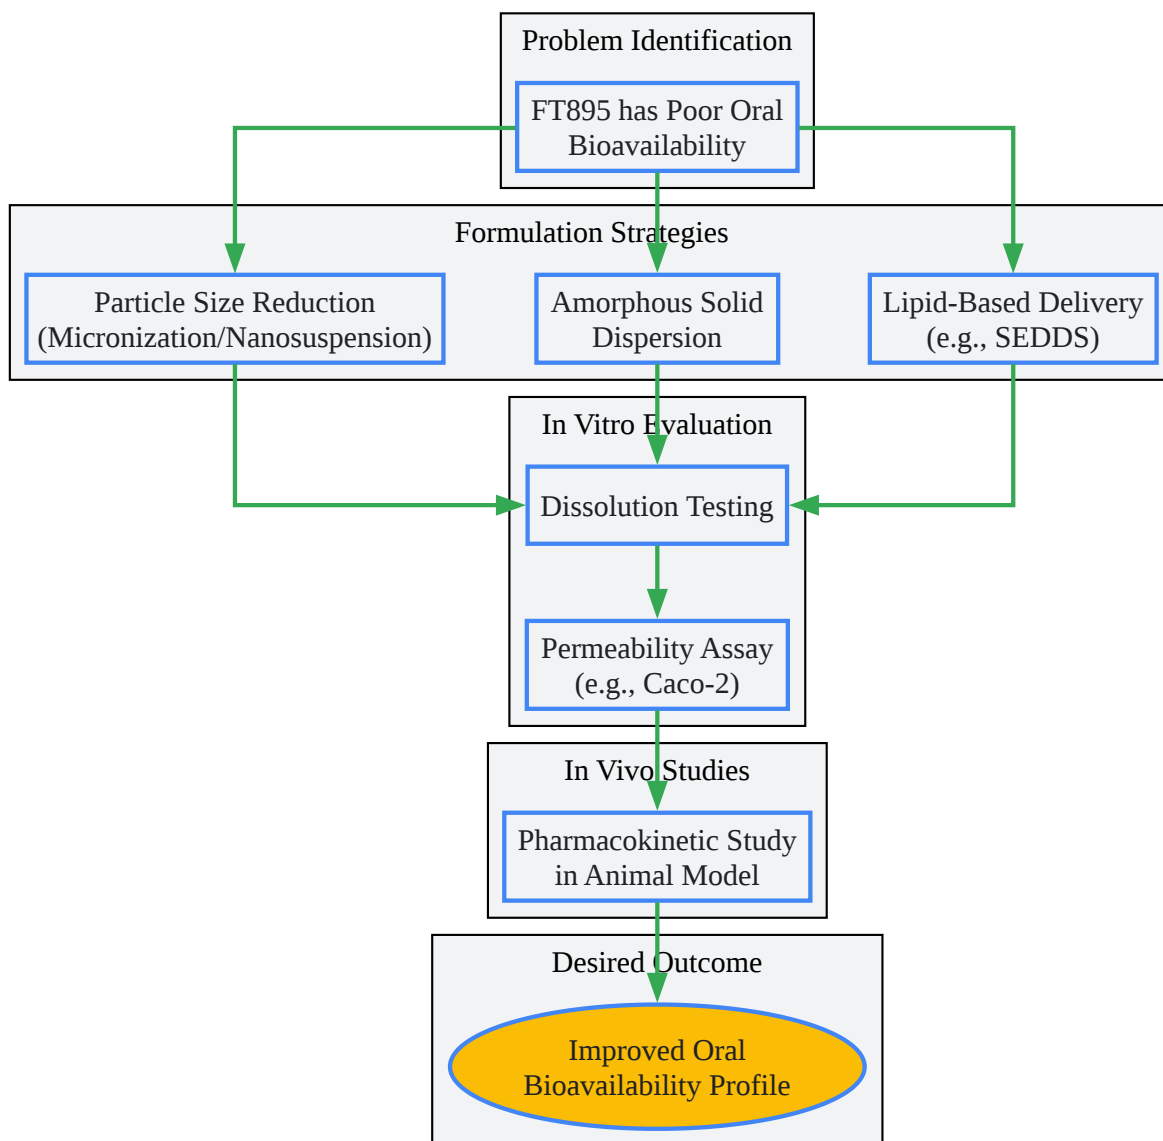 Problem Identification
FT895 has Poor Oral
Bioavailability
Formulation Strategies
Particle Size Reduction
(Micronization/Nanosuspension)
Amorphous Solid
Dispersion
Lipid-Based Delivery
(e.g., SEDDS)
In Vitro Evaluation
Dissolution Testing
Permeability Assay
(e.g., Caco-2)
In Vivo Studies
Pharmacokinetic Study
in Animal Model
Desired Outcome
Improved Oral
Bioavailability Profile